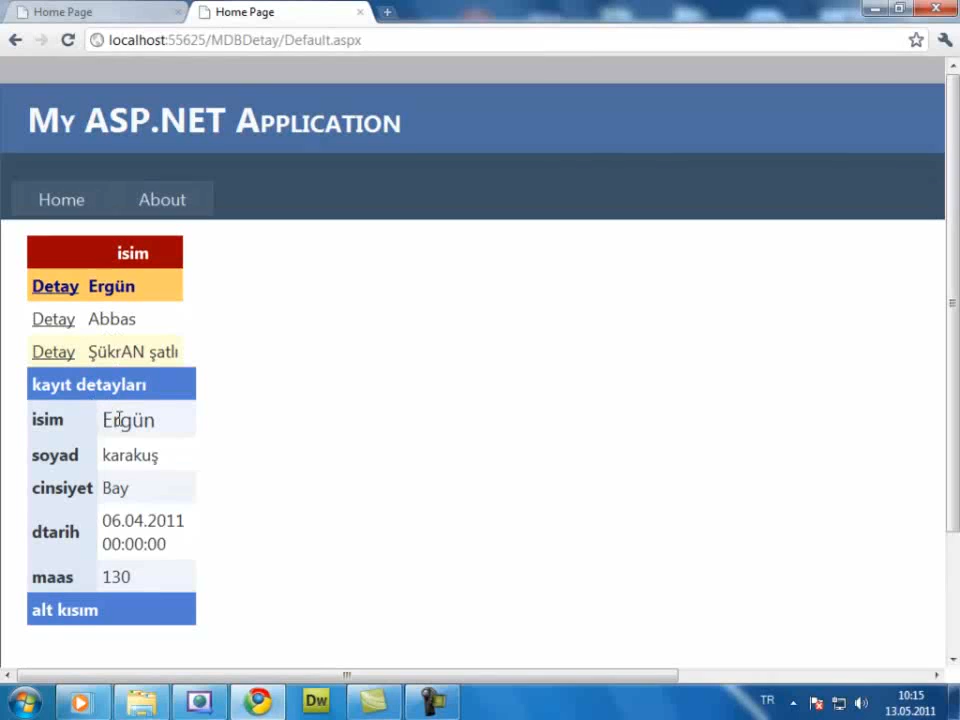 Home Page
Home Page
localhost:55625/MDBDetay/Default.aspx
My ASP.NET Application
Home About
isim
Detay Ergün
Detay Abbas
Detay ŞükrAN şatlı
kayıt detayları
isim Ergün
soyad karakuş
cinsiyet Bay
dtarih 06.04.2011 00:00:00
maas 130
alt kısım
Dw
TR
10:15
13.05.2011